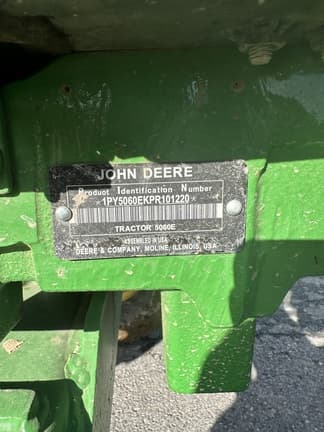 JOHN DEERE
Product Identification Number
*1PY5060EKPR101220*
TRACTOR 5060E
ASSEMBLED IN USA
DEERE & COMPANY, MOLINE, ILLINOIS, USA